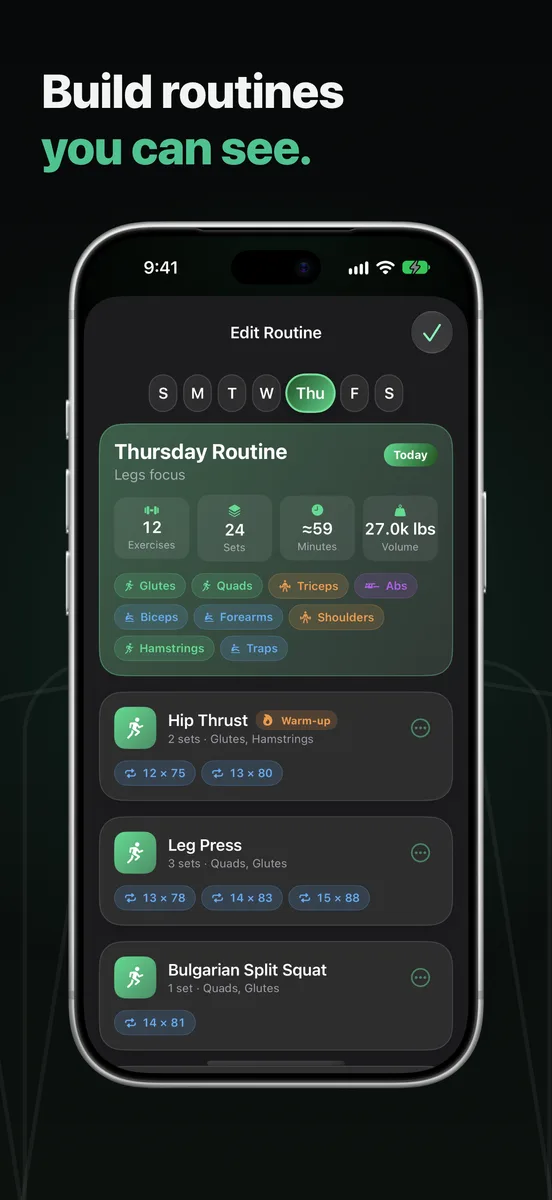 Build routines
you can see.
9:41
Edit Routine
S M T W Thu F S
Thursday Routine
Today
Legs focus
12 24 ≈59 27.0k lbs
Exercises Sets Minutes Volume
Glutes Quads Triceps Abs
Biceps Forearms Shoulders
Hamstrings Traps
Hip Thrust Warm-up
2 sets · Glutes, Hamstrings
12 × 75 13 × 80
Leg Press
3 sets · Quads, Glutes
13 × 78 14 × 83 15 × 88
Bulgarian Split Squat
1 set · Quads, Glutes
14 × 81